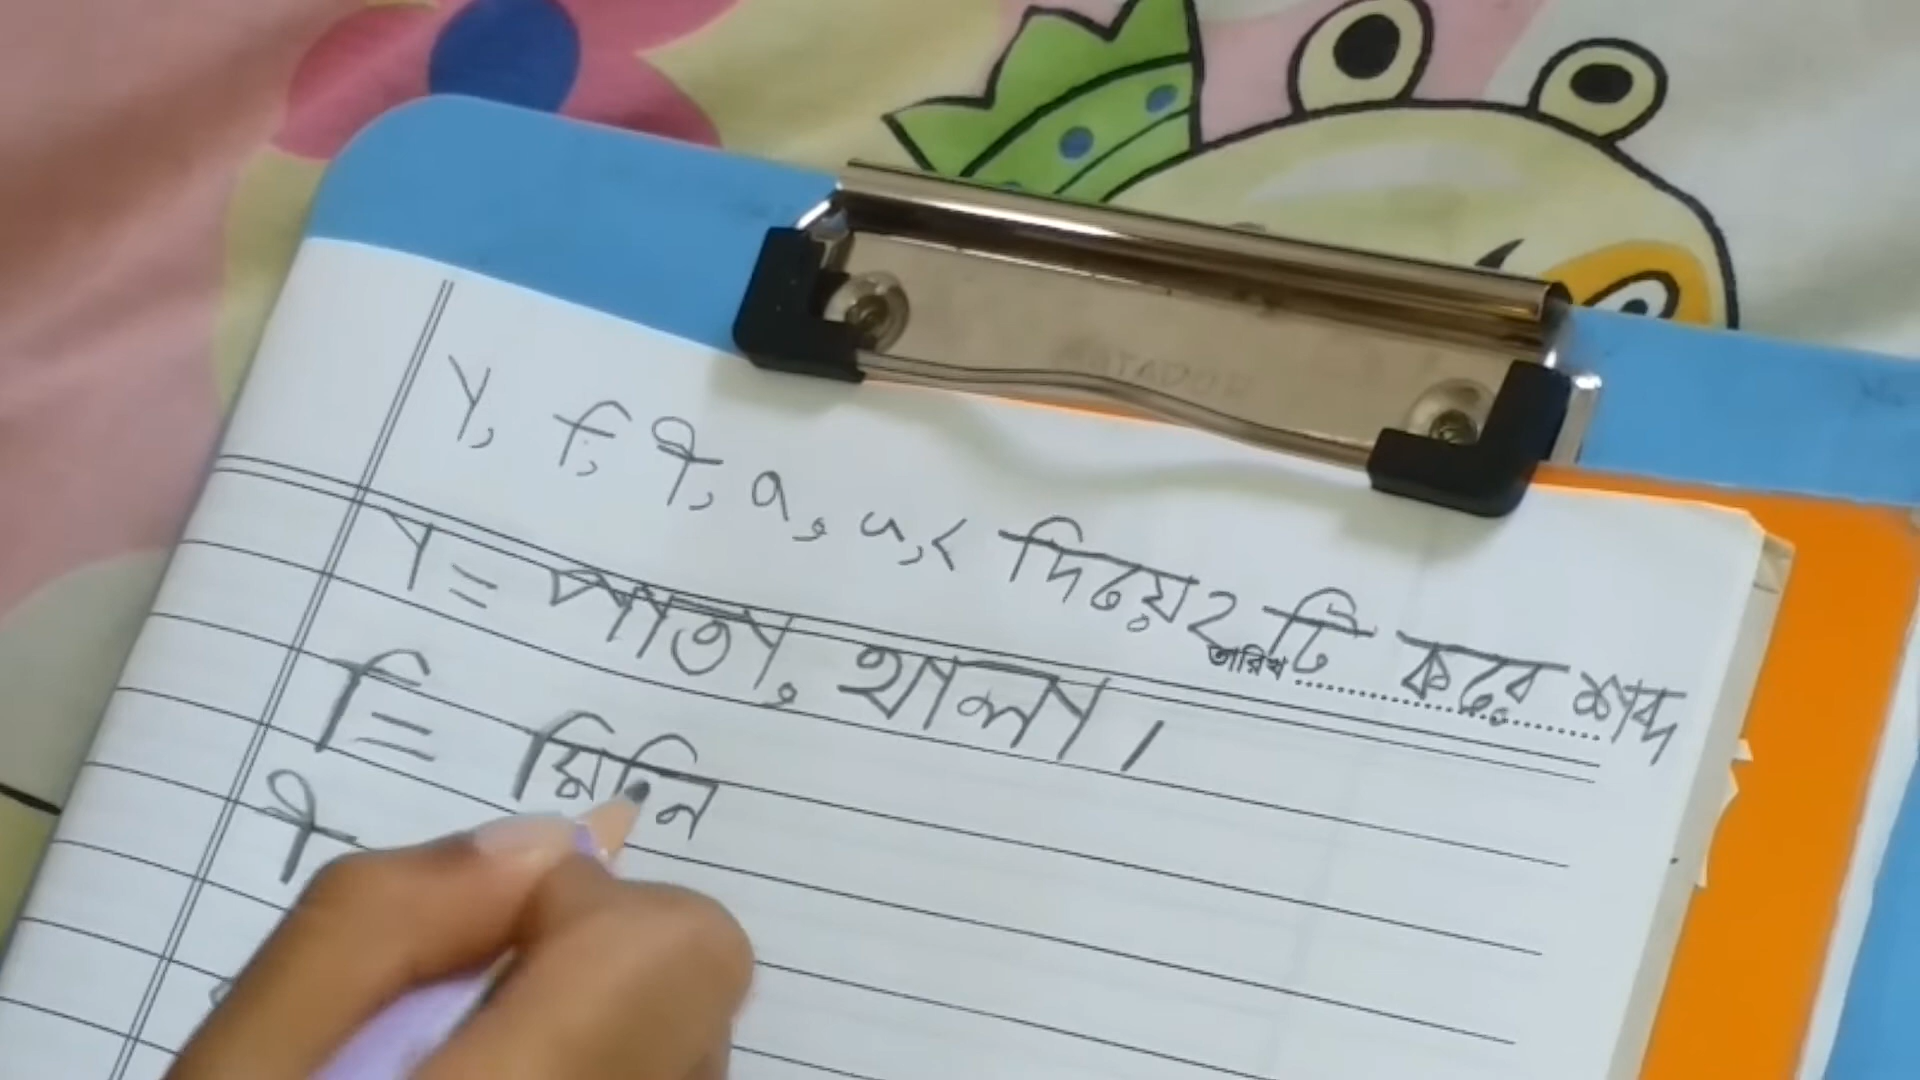 া, ি, ী, ু, ূ, ৃ দিয়ে ২টি করে শব্দ
তারিখ
া = পাতা, থালা।
ি = মিনি
ী